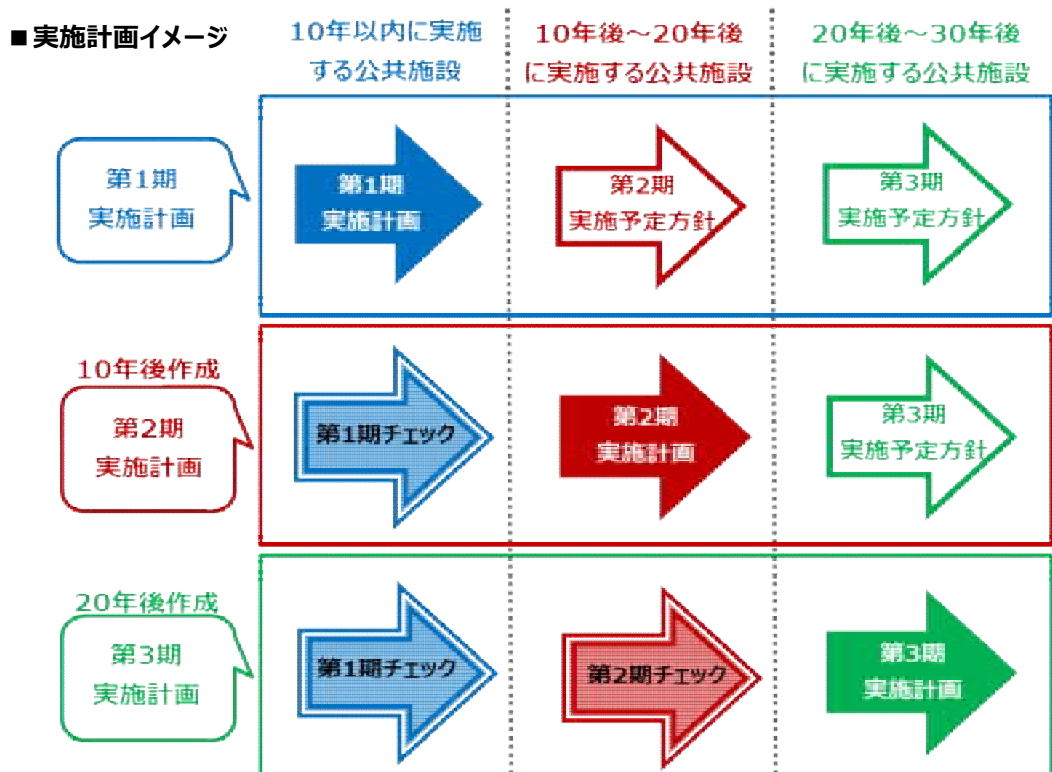 ■実施計画イメージ
10年以内に実施
する公共施設
10年後～20年後
に実施する公共施設
20年後～30年後
に実施する公共施設
第1期
実施計画
第1期
実施計画
第2期
実施予定方針
第3期
実施予定方針
10年後作成
第2期
実施計画
第1期チェック
第2期
実施計画
第3期
実施予定方針
20年後作成
第3期
実施計画
第1期チェック
第2期チェック
第3期
実施計画